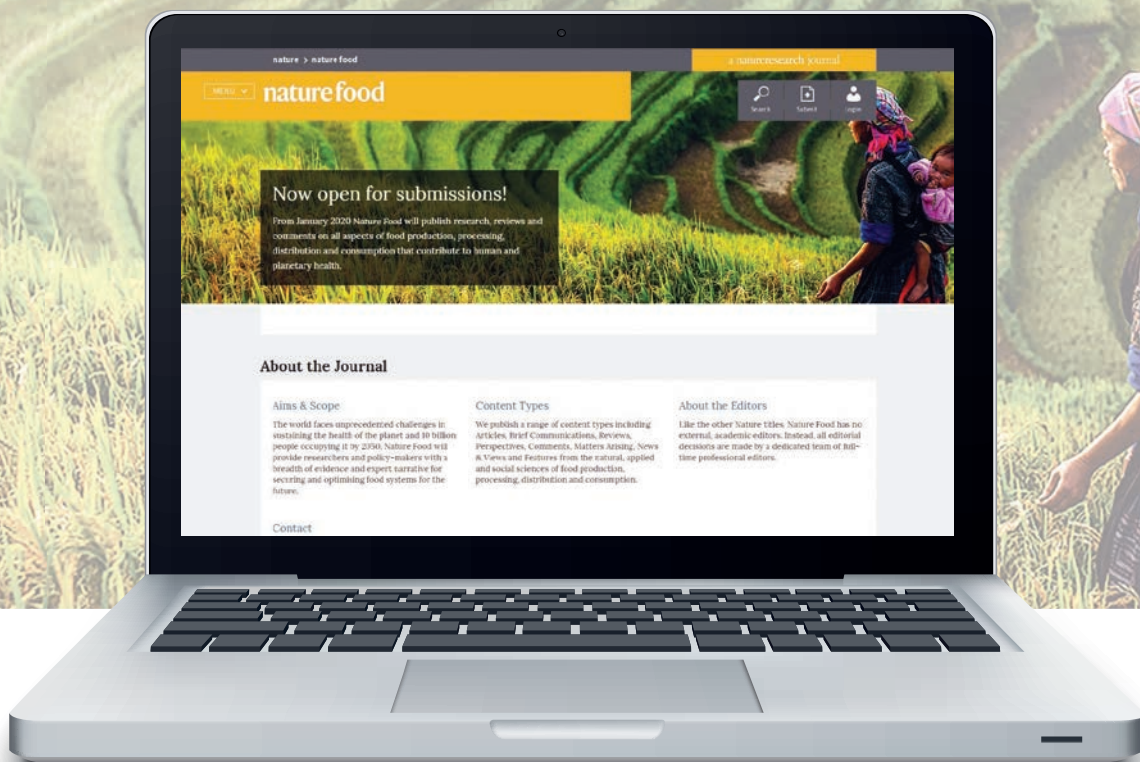 nature > nature food
a natureresearch journal
MENU
nature food
Search
Submit
Login
Now open for submissions!
From January 2020 Nature Food will publish research, reviews and
comments on all aspects of food production, processing,
distribution and consumption that contribute to human and
planetary health.
About the Journal
Aims & Scope
The world faces unprecedented challenges in
sustaining the health of the planet and 10 billion
people occupying it by 2050. Nature Food will
provide researchers and policy-makers with a
breadth of evidence and expert narrative for
securing and optimising food systems for the
future.
Content Types
We publish a range of content types including
Articles, Brief Communications, Reviews,
Perspectives, Comments, Matters Arising, News
& Views and Features from the natural, applied
and social sciences of food production,
processing, distribution and consumption.
About the Editors
Like the other Nature titles, Nature Food has no
external, academic editors. Instead, all editorial
decisions are made by a dedicated team of full-
time professional editors.
Contact